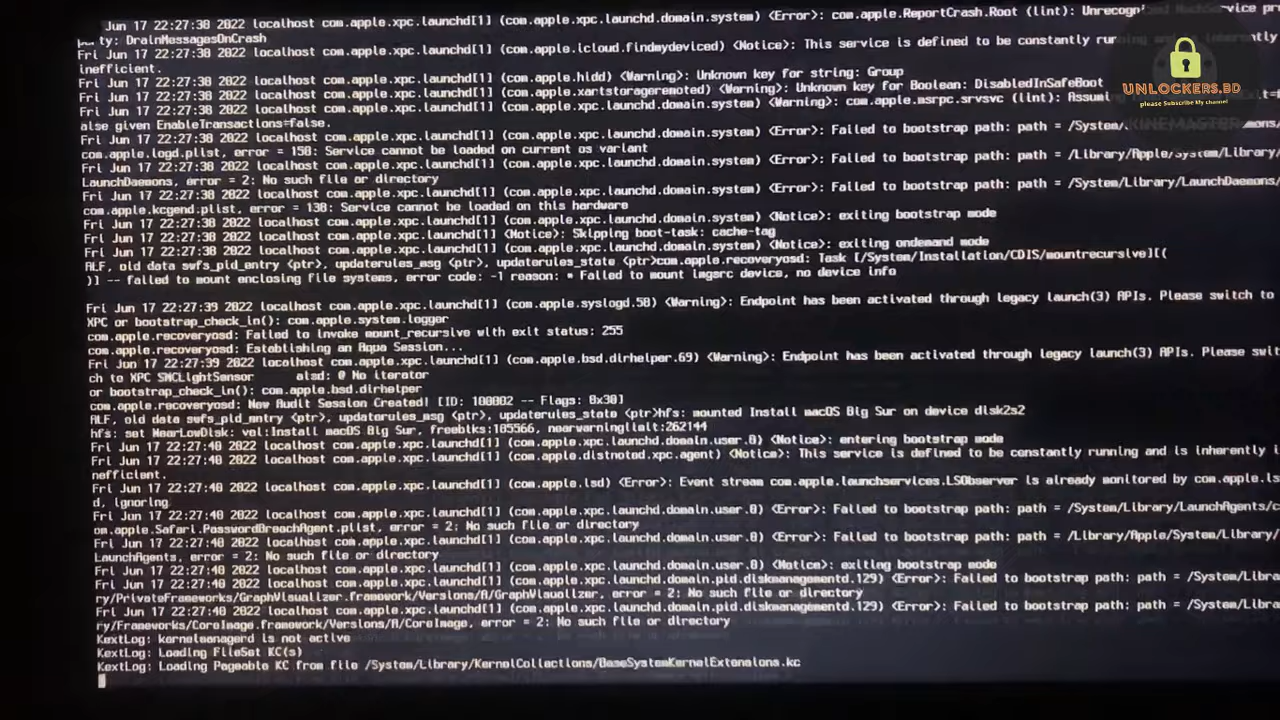 Jun 17 22:27:38 2022 localhost com.apple.xpc.launchd[1] (com.apple.xpc.launchd.domain.system) <Error>: com.apple.ReportCrash.Root (lint):
DrainMessagesOnCrash
Fri Jun 17 22:27:38 2022 localhost com.apple.xpc.launchd[1] (com.apple.icloud.findmydeviced) <Notice>: This service is defined to be constantly
inefficient.
Fri Jun 17 22:27:38 2022 localhost com.apple.xpc.launchd[1] (com.apple.hidd) <Warning>: Unknown key for string: Group
Fri Jun 17 22:27:38 2022 localhost com.apple.xpc.launchd[1] (com.apple.xartstorageremoted) <Warning>: Unknown key for Boolean: DisabledInSafeBoot
Fri Jun 17 22:27:38 2022 localhost com.apple.xpc.launchd[1] (com.apple.xpc.launchd.domain.system) <Warning>: com.apple.msrpc.srvsvc (lint):
alse given EnableTransactions=false.
Fri Jun 17 22:27:38 2022 localhost com.apple.xpc.launchd[1] (com.apple.xpc.launchd.domain.system) <Error>: Failed to bootstrap path: path = /System/
com.apple.logd.plist, error = 150: Service cannot be loaded on current os variant
Fri Jun 17 22:27:38 2022 localhost com.apple.xpc.launchd[1] (com.apple.xpc.launchd.domain.system) <Error>: Failed to bootstrap path: path = /Library/Apple/System/Library/
LaunchDaemons, error = 2: No such file or directory
Fri Jun 17 22:27:38 2022 localhost com.apple.xpc.launchd[1] (com.apple.xpc.launchd.domain.system) <Error>: Failed to bootstrap path: path = /System/Library/LaunchDaemons/
com.apple.kcgend.plist, error = 138: Service cannot be loaded on this hardware
Fri Jun 17 22:27:38 2022 localhost com.apple.xpc.launchd[1] (com.apple.xpc.launchd.domain.system) <Notice>: exiting bootstrap mode
Fri Jun 17 22:27:38 2022 localhost com.apple.xpc.launchd[1] <Notice>: Skipping boot-task: cache-tag
Fri Jun 17 22:27:38 2022 localhost com.apple.xpc.launchd[1] (com.apple.xpc.launchd.domain.system) <Notice>: exiting ondemand mode
ALF, old data swfs_pid_entry <ptr>, updaterules_msg <ptr>, updaterules_state <ptr>com.apple.recoveryosd: Task [/System/Installation/CDIS/mountrecursive][(
)] -- failed to mount enclosing file systems, error code: -1 reason: * Failed to mount imgsrc device, no device info
Fri Jun 17 22:27:39 2022 localhost com.apple.xpc.launchd[1] (com.apple.syslogd.50) <Warning>: Endpoint has been activated through legacy launch(3) APIs. Please switch to
XPC or bootstrap_check_in(): com.apple.system.logger
com.apple.recoveryosd: Failed to invoke mount_recursive with exit status: 255
com.apple.recoveryosd: Establishing an Aqua Session...
Fri Jun 17 22:27:39 2022 localhost com.apple.xpc.launchd[1] (com.apple.bsd.dirhelper.69) <Warning>: Endpoint has been activated through legacy launch(3) APIs. Please swit
ch to XPC SMCLightSensor alsd: @ No iterator
or bootstrap_check_in(): com.apple.bsd.dirhelper
com.apple.recoveryosd: New Audit Session Created! [ID: 100002 -- Flags: 0x30]
ALF, old data swfs_pid_entry <ptr>, updaterules_msg <ptr>, updaterules_state <ptr>hfs: mounted Install macOS Big Sur on device disk2s2
hfs: set NearLowDisk: vol:Install macOS Big Sur, freeblks:185566, nearwarninglimit:262144
Fri Jun 17 22:27:40 2022 localhost com.apple.xpc.launchd[1] (com.apple.xpc.launchd.domain.user.0) <Notice>: entering bootstrap mode
Fri Jun 17 22:27:40 2022 localhost com.apple.xpc.launchd[1] (com.apple.distnoted.xpc.agent) <Notice>: This service is defined to be constantly running and is inherently i
nefficient.
Fri Jun 17 22:27:40 2022 localhost com.apple.xpc.launchd[1] (com.apple.lsd) <Error>: Event stream com.apple.launchservices.LSObserver is already monitored by com.apple.ls
d, ignoring
Fri Jun 17 22:27:40 2022 localhost com.apple.xpc.launchd[1] (com.apple.xpc.launchd.domain.user.0) <Error>: Failed to bootstrap path: path = /System/Library/LaunchAgents/c
om.apple.Safari.PasswordBreachAgent.plist, error = 2: No such file or directory
Fri Jun 17 22:27:40 2022 localhost com.apple.xpc.launchd[1] (com.apple.xpc.launchd.domain.user.0) <Error>: Failed to bootstrap path: path = /Library/Apple/System/Library/
LaunchAgents, error = 2: No such file or directory
Fri Jun 17 22:27:40 2022 localhost com.apple.xpc.launchd[1] (com.apple.xpc.launchd.domain.user.0) <Notice>: exiting bootstrap mode
Fri Jun 17 22:27:40 2022 localhost com.apple.xpc.launchd[1] (com.apple.xpc.launchd.domain.pid.diskmanagementd.129) <Error>: Failed to bootstrap path: path = /System/Libra
ry/PrivateFrameworks/GraphVisualizer.framework/Versions/A/GraphVisualizer, error = 2: No such file or directory
Fri Jun 17 22:27:40 2022 localhost com.apple.xpc.launchd[1] (com.apple.xpc.launchd.domain.pid.diskmanagementd.129) <Error>: Failed to bootstrap path: path = /System/Libra
ry/Frameworks/CoreImage.framework/Versions/A/CoreImage, error = 2: No such file or directory
KextLog: kernelmanagerd is not active
KextLog: Loading FileSet KC(s)
KextLog: Loading Pageable KC from file /System/Library/KernelCollections/BaseSystemKernelExtensions.kc
UNLOCKERS.BD
please Subscribe My channel
KINEMASTER